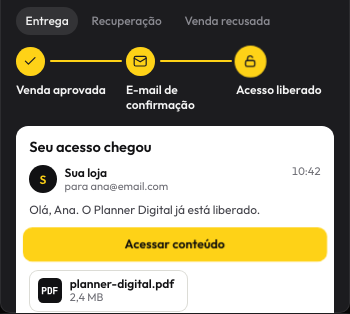 Entrega Recuperação Venda recusada
Venda aprovada E-mail de confirmação Acesso liberado
Seu acesso chegou
S Sua loja 10:42
para ana@email.com
Olá, Ana. O Planner Digital já está liberado.
Acessar conteúdo
PDF planner-digital.pdf
2,4 MB